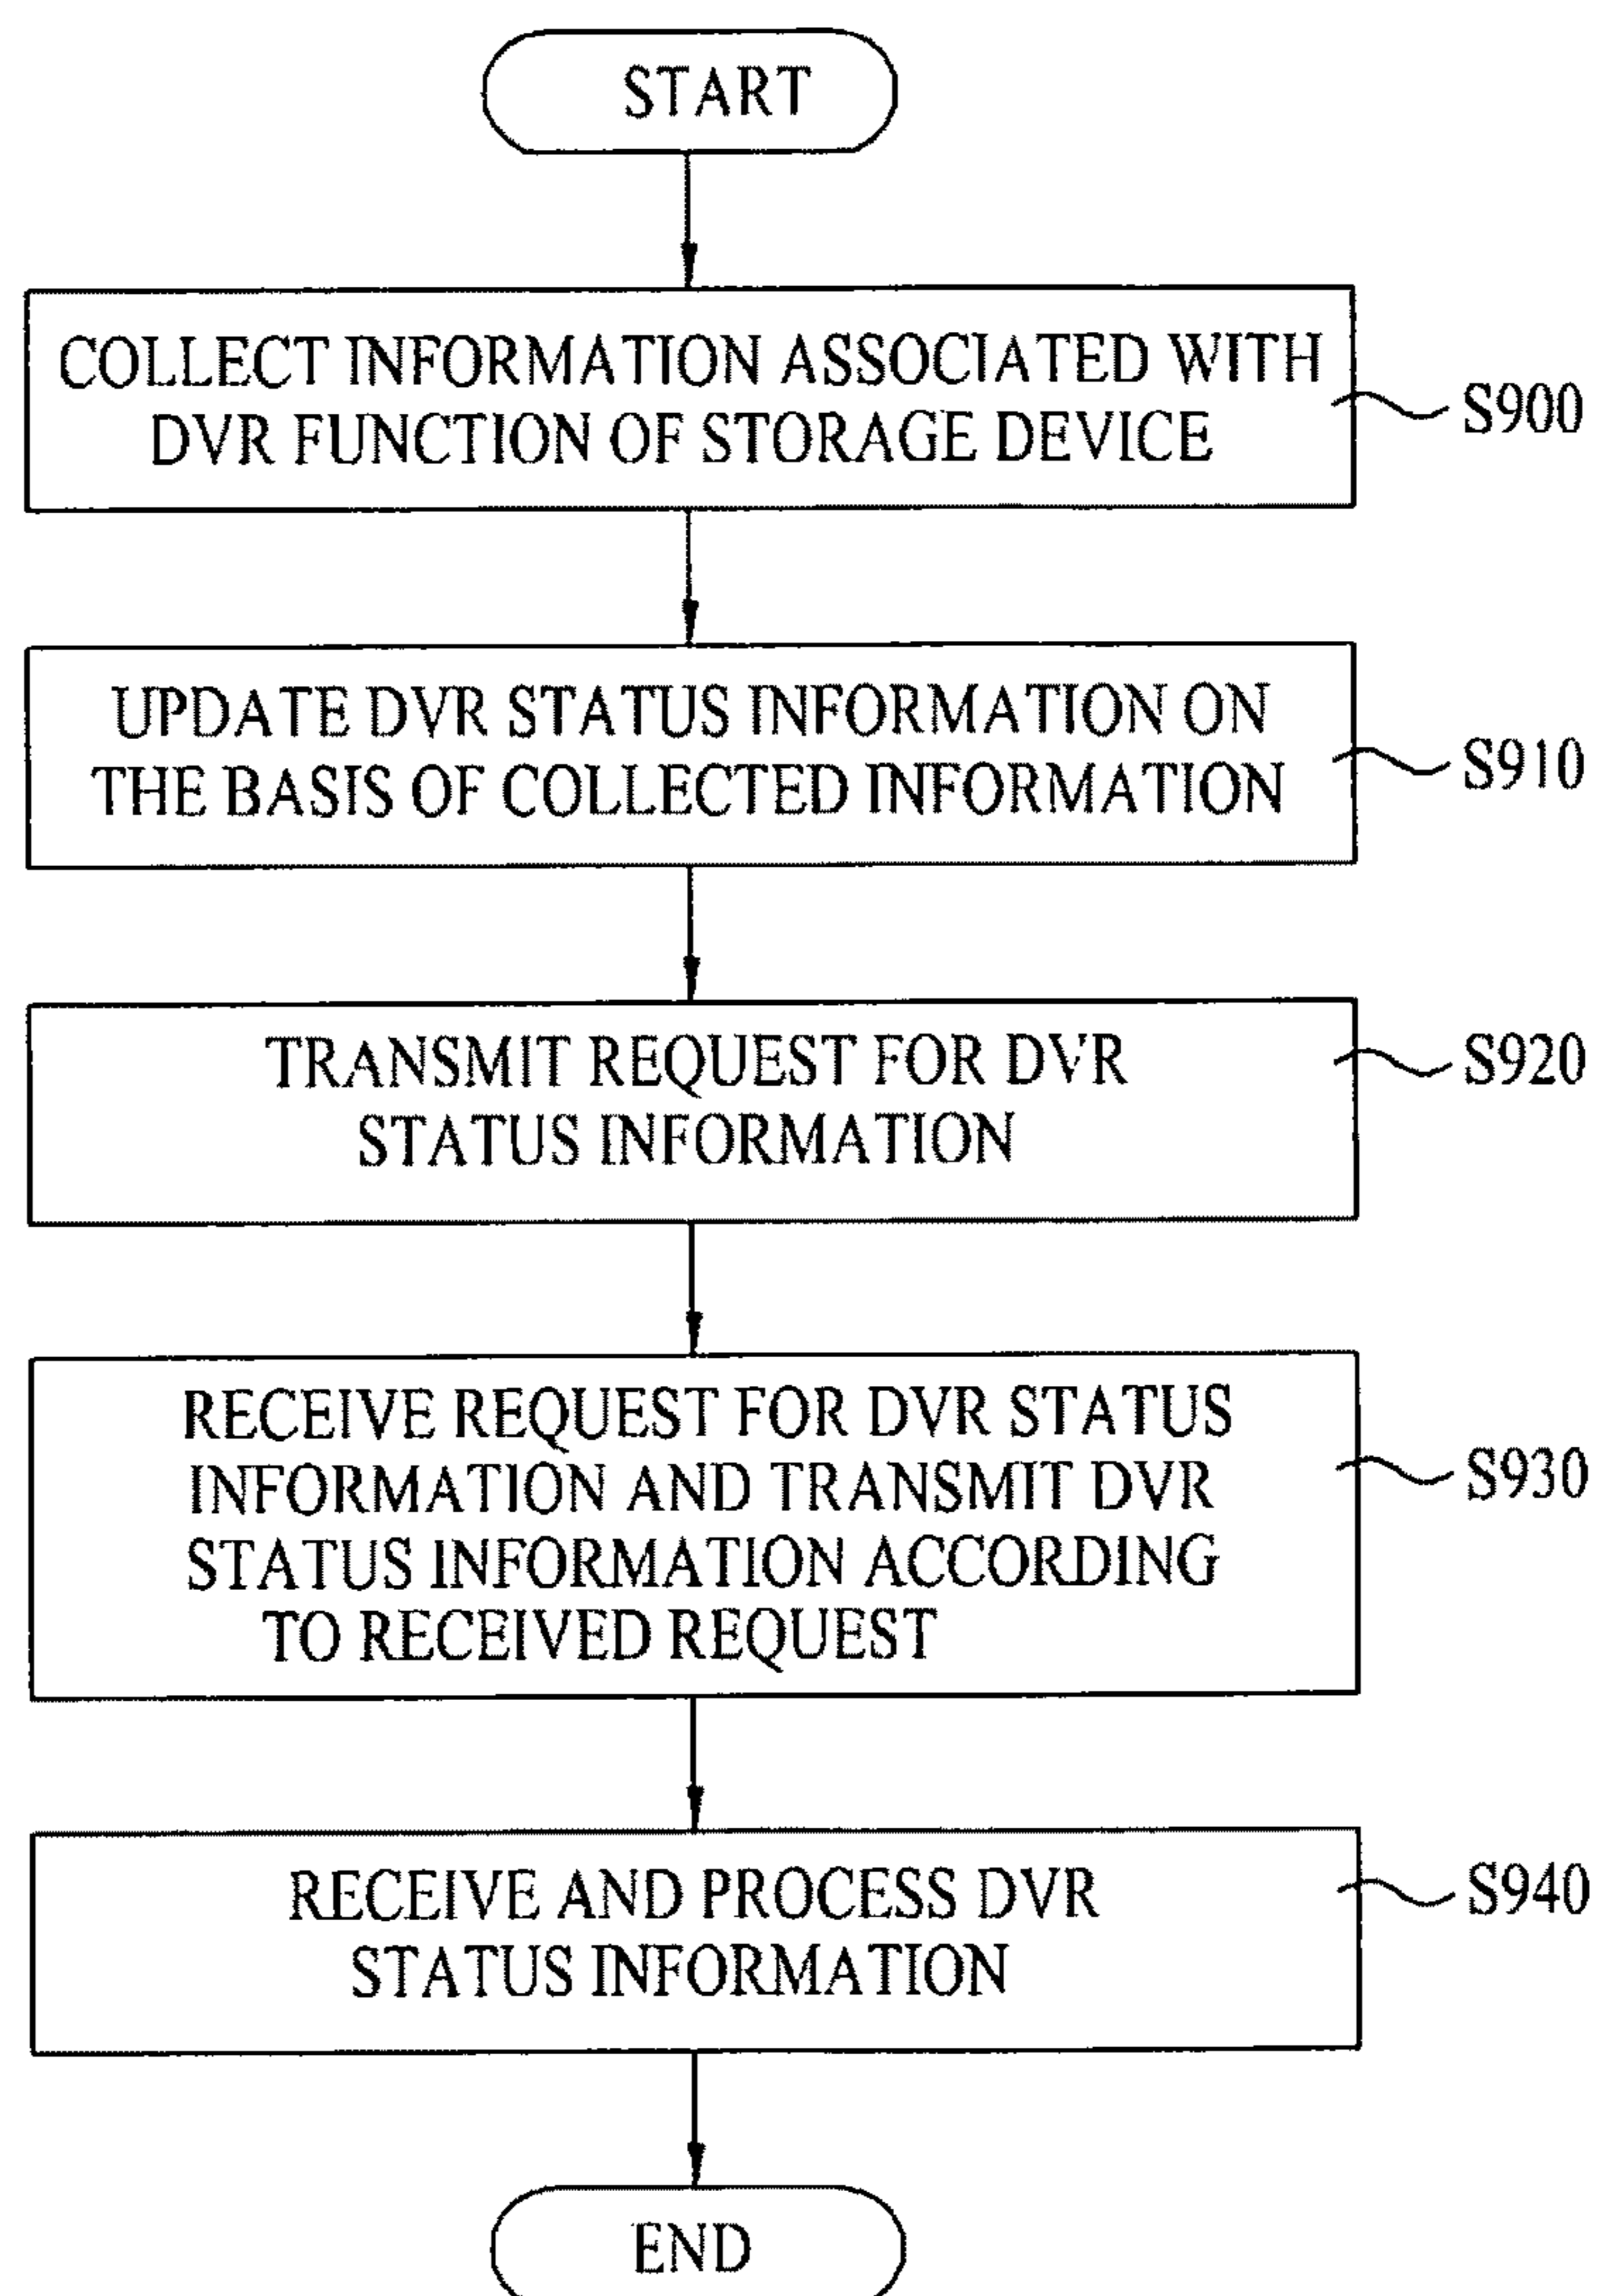 START
COLLECT INFORMATION ASSOCIATED WITH
DVR FUNCTION OF STORAGE DEVICE
S900
UPDATE DVR STATUS INFORMATION ON
THE BASIS OF COLLECTED INFORMATION
S910
TRANSMIT REQUEST FOR DVR
STATUS INFORMATION
S920
RECEIVE REQUEST FOR DVR STATUS
INFORMATION AND TRANSMIT DVR
STATUS INFORMATION ACCORDING
TO RECEIVED REQUEST
S930
RECEIVE AND PROCESS DVR
STATUS INFORMATION
S940
END